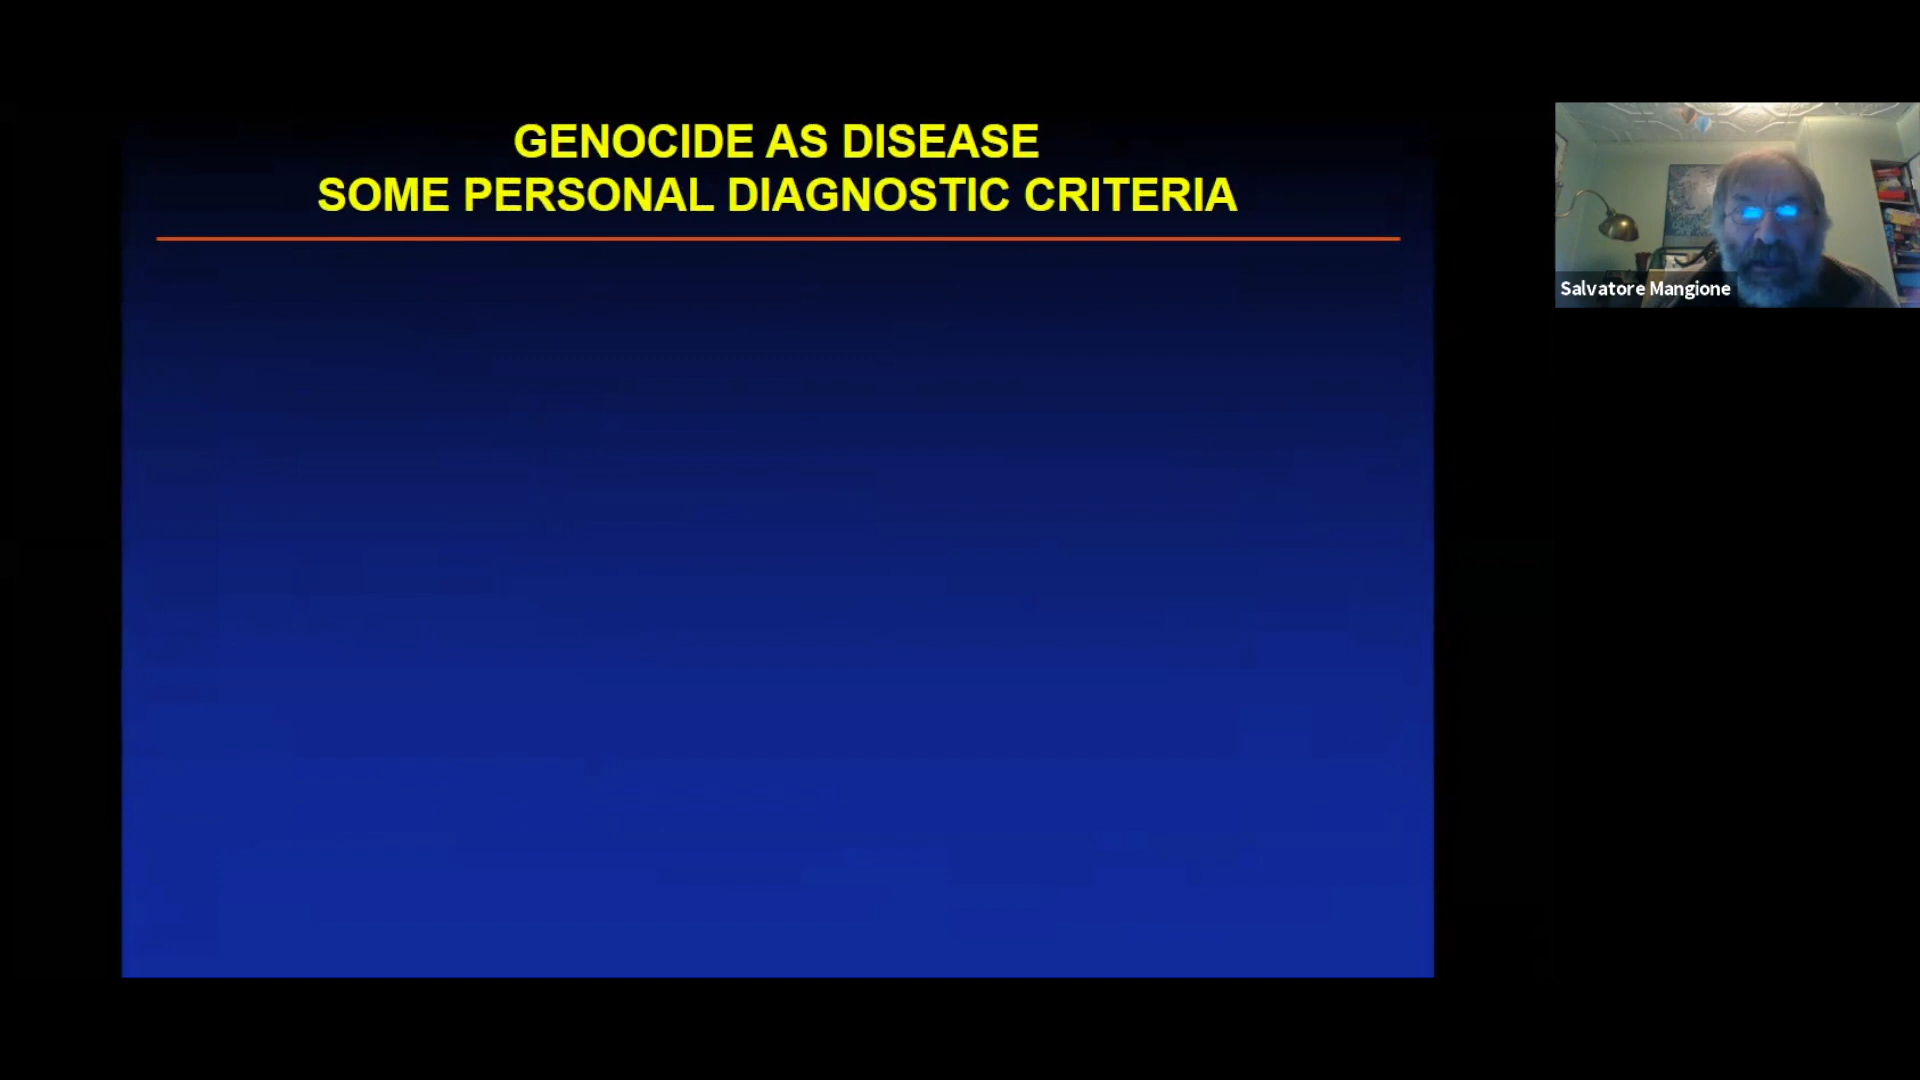 GENOCIDE AS DISEASE
SOME PERSONAL DIAGNOSTIC CRITERIA
Salvatore Mangione